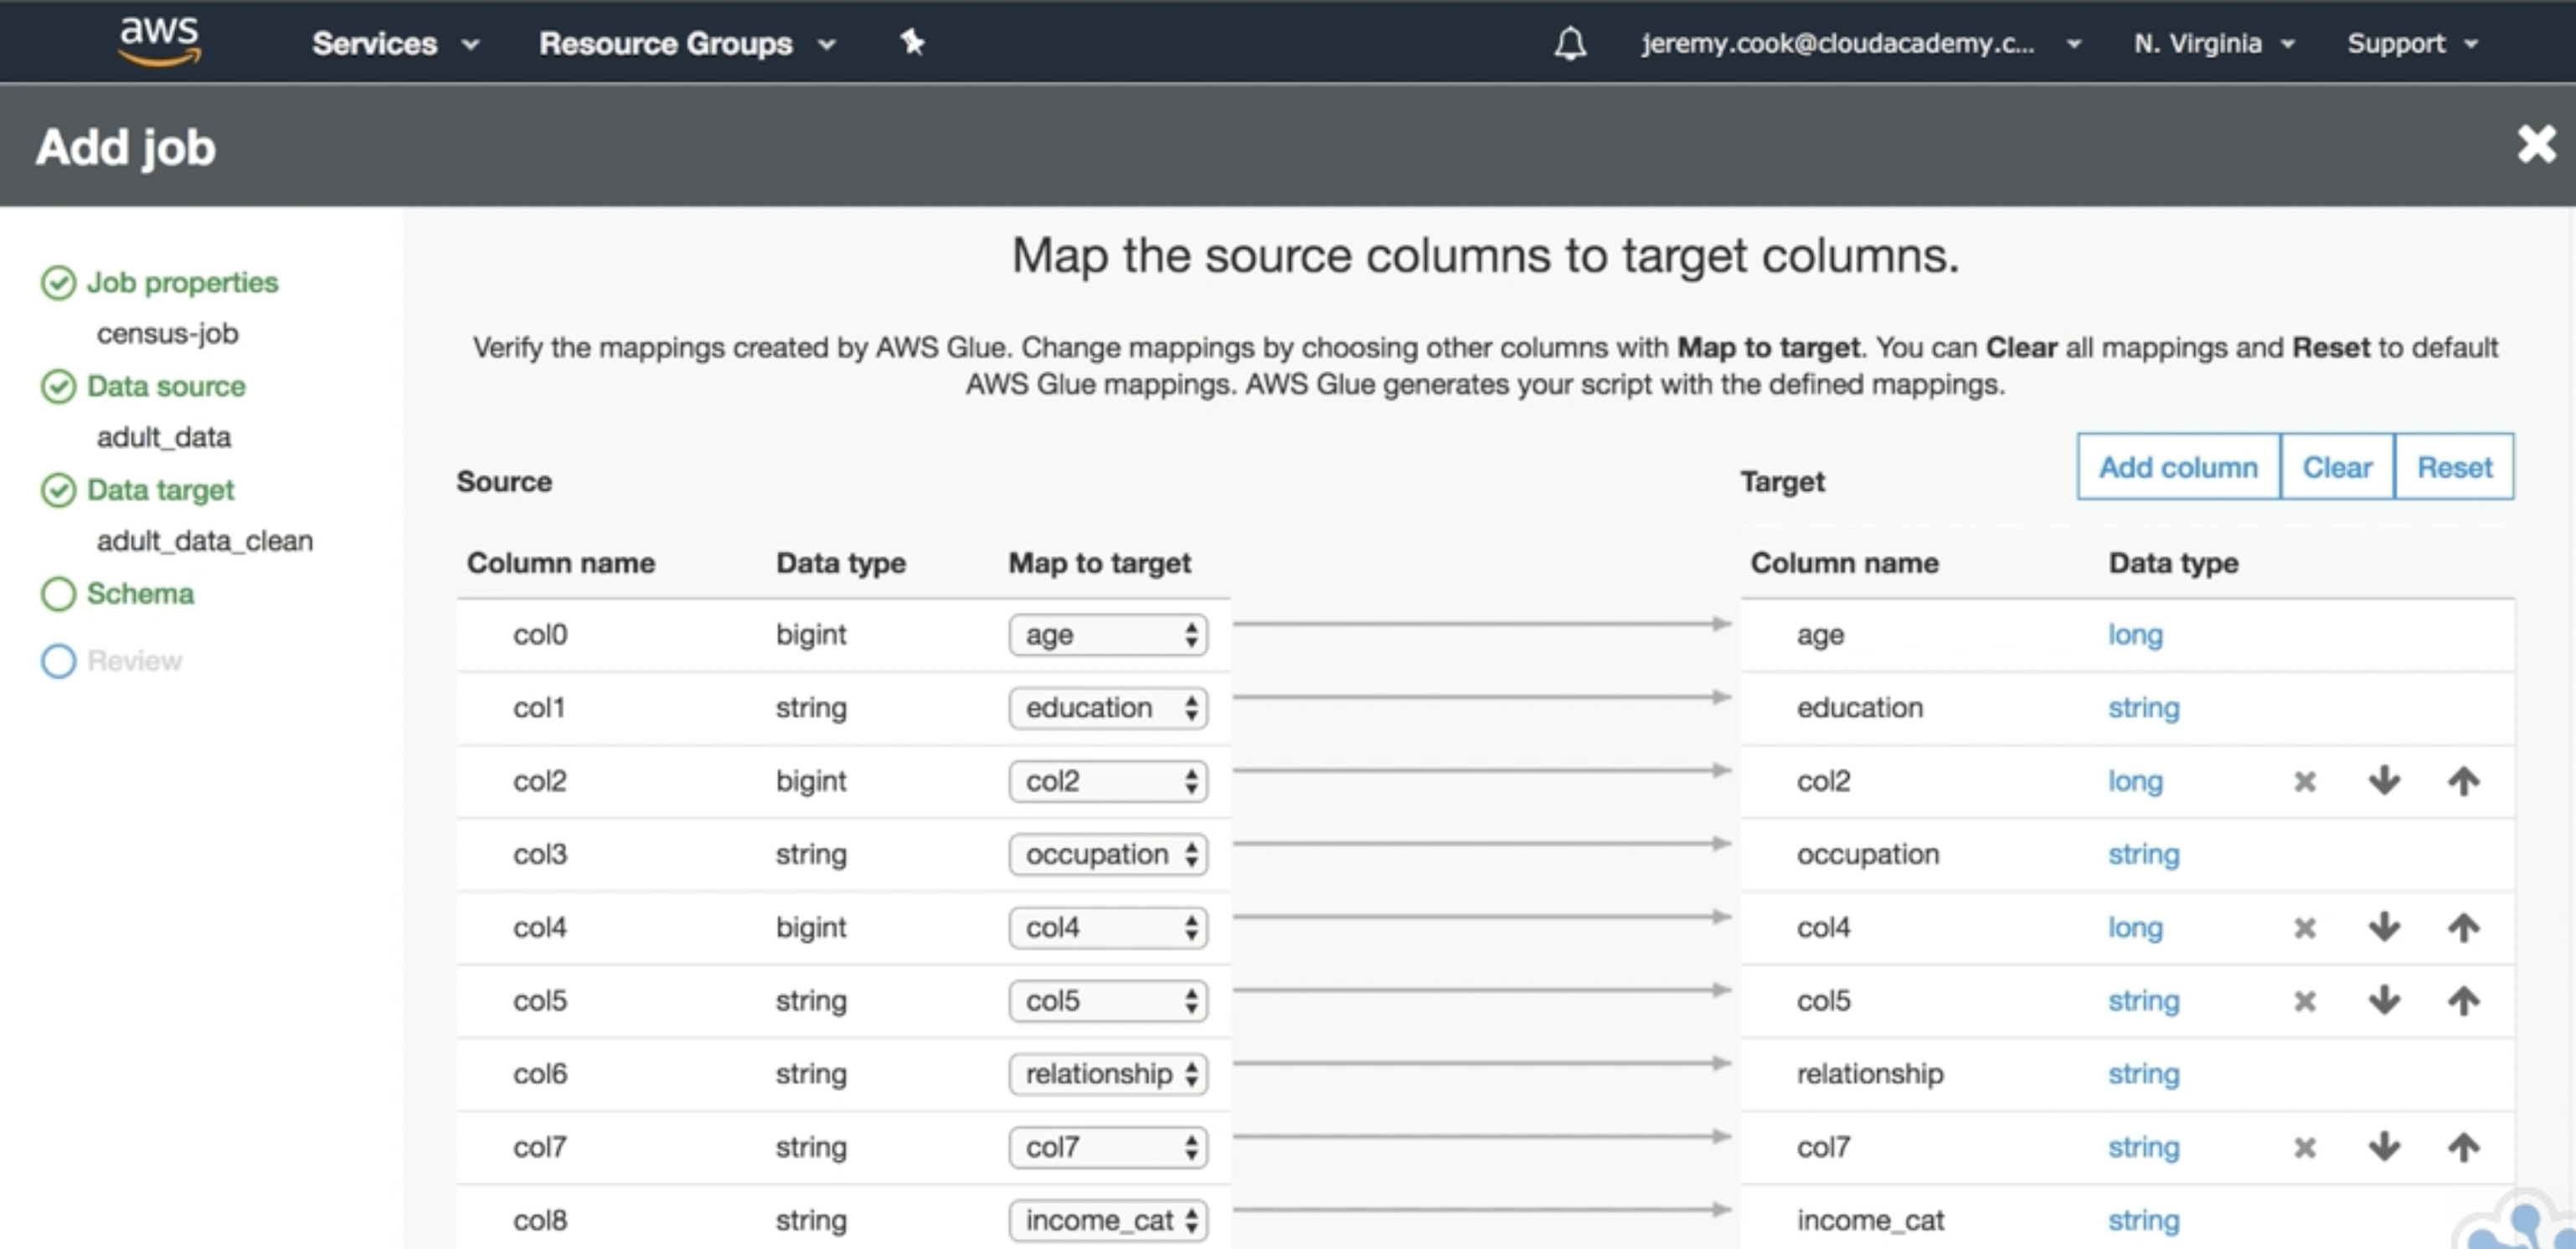 aws Services Resource Groups jeremy.cook@cloudacademy.c... N. Virginia Support
Add job
Job properties
census-job
Data source
adult_data
Data target
adult_data_clean
Schema
Review
Map the source columns to target columns.
Verify the mappings created by AWS Glue. Change mappings by choosing other columns with Map to target. You can Clear all mappings and Reset to default
AWS Glue mappings. AWS Glue generates your script with the defined mappings.
Source Target Add column Clear Reset
Column name Data type Map to target Column name Data type
col0 bigint age age long
col1 string education education string
col2 bigint col2 col2 long
col3 string occupation occupation string
col4 bigint col4 col4 long
col5 string col5 col5 string
col6 string relationship relationship string
col7 string col7 col7 string
col8 string income_cat income_cat string